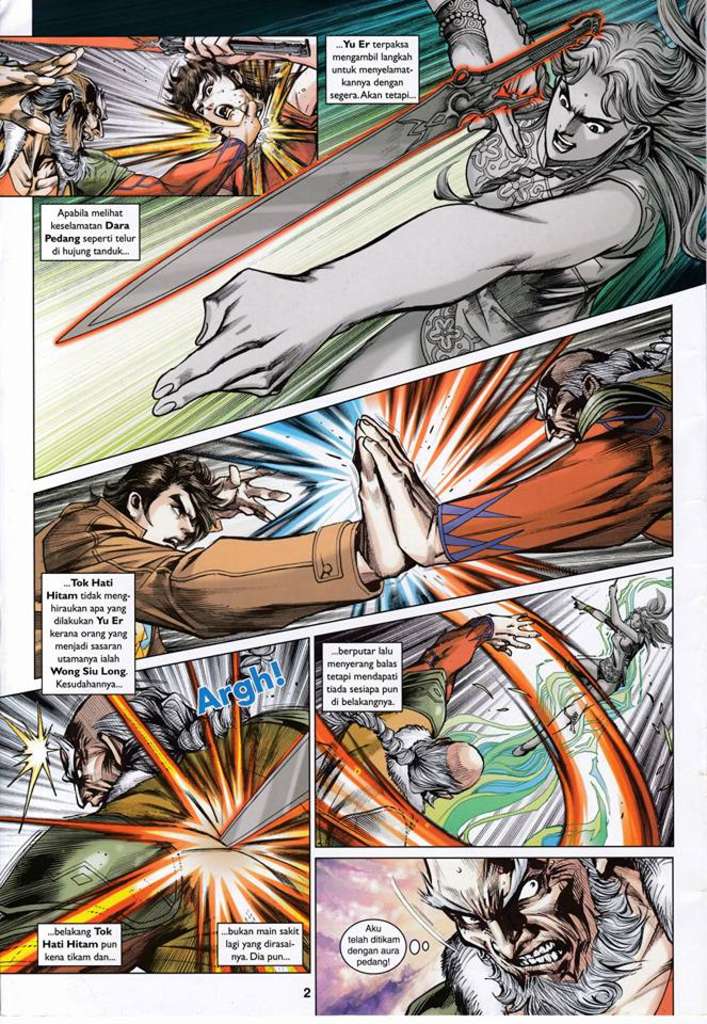 Apabila melihat
keselamatan Dara
Pedang seperti telur
di hujung tanduk...
...Yu Er terpaksa
mengambil langkah
untuk menyelamat-
kannya dengan
segera. Akan tetapi...
...Tok Hati
Hitam tidak meng-
hiraukan apa yang
dilakukan Yu Er
kerana orang yang
menjadi sasaran
utamanya ialah
Wong Siu Long.
Kesudahannya...
Argh!
...belakang Tok
Hati Hitam pun
kena tikam dan...
...bukan main sakit
lagi yang dirasai-
nya. Dia pun...
...berputar lalu
menyerang balas
tetapi mendapati
tiada sesiapa pun
di belakangnya.
Aku
telah ditikam
dengan aura
pedang!
2